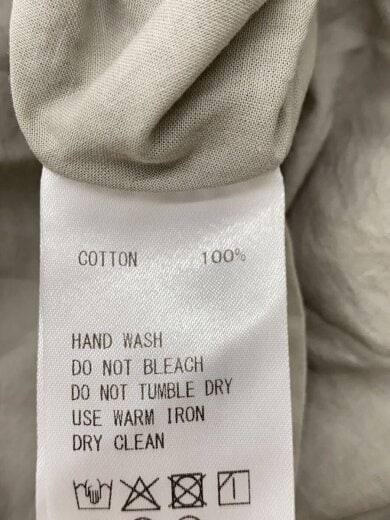 COTTON 100%
HAND WASH
DO NOT BLEACH
DO NOT TUMBLE DRY
USE WARM IRON
DRY CLEAN